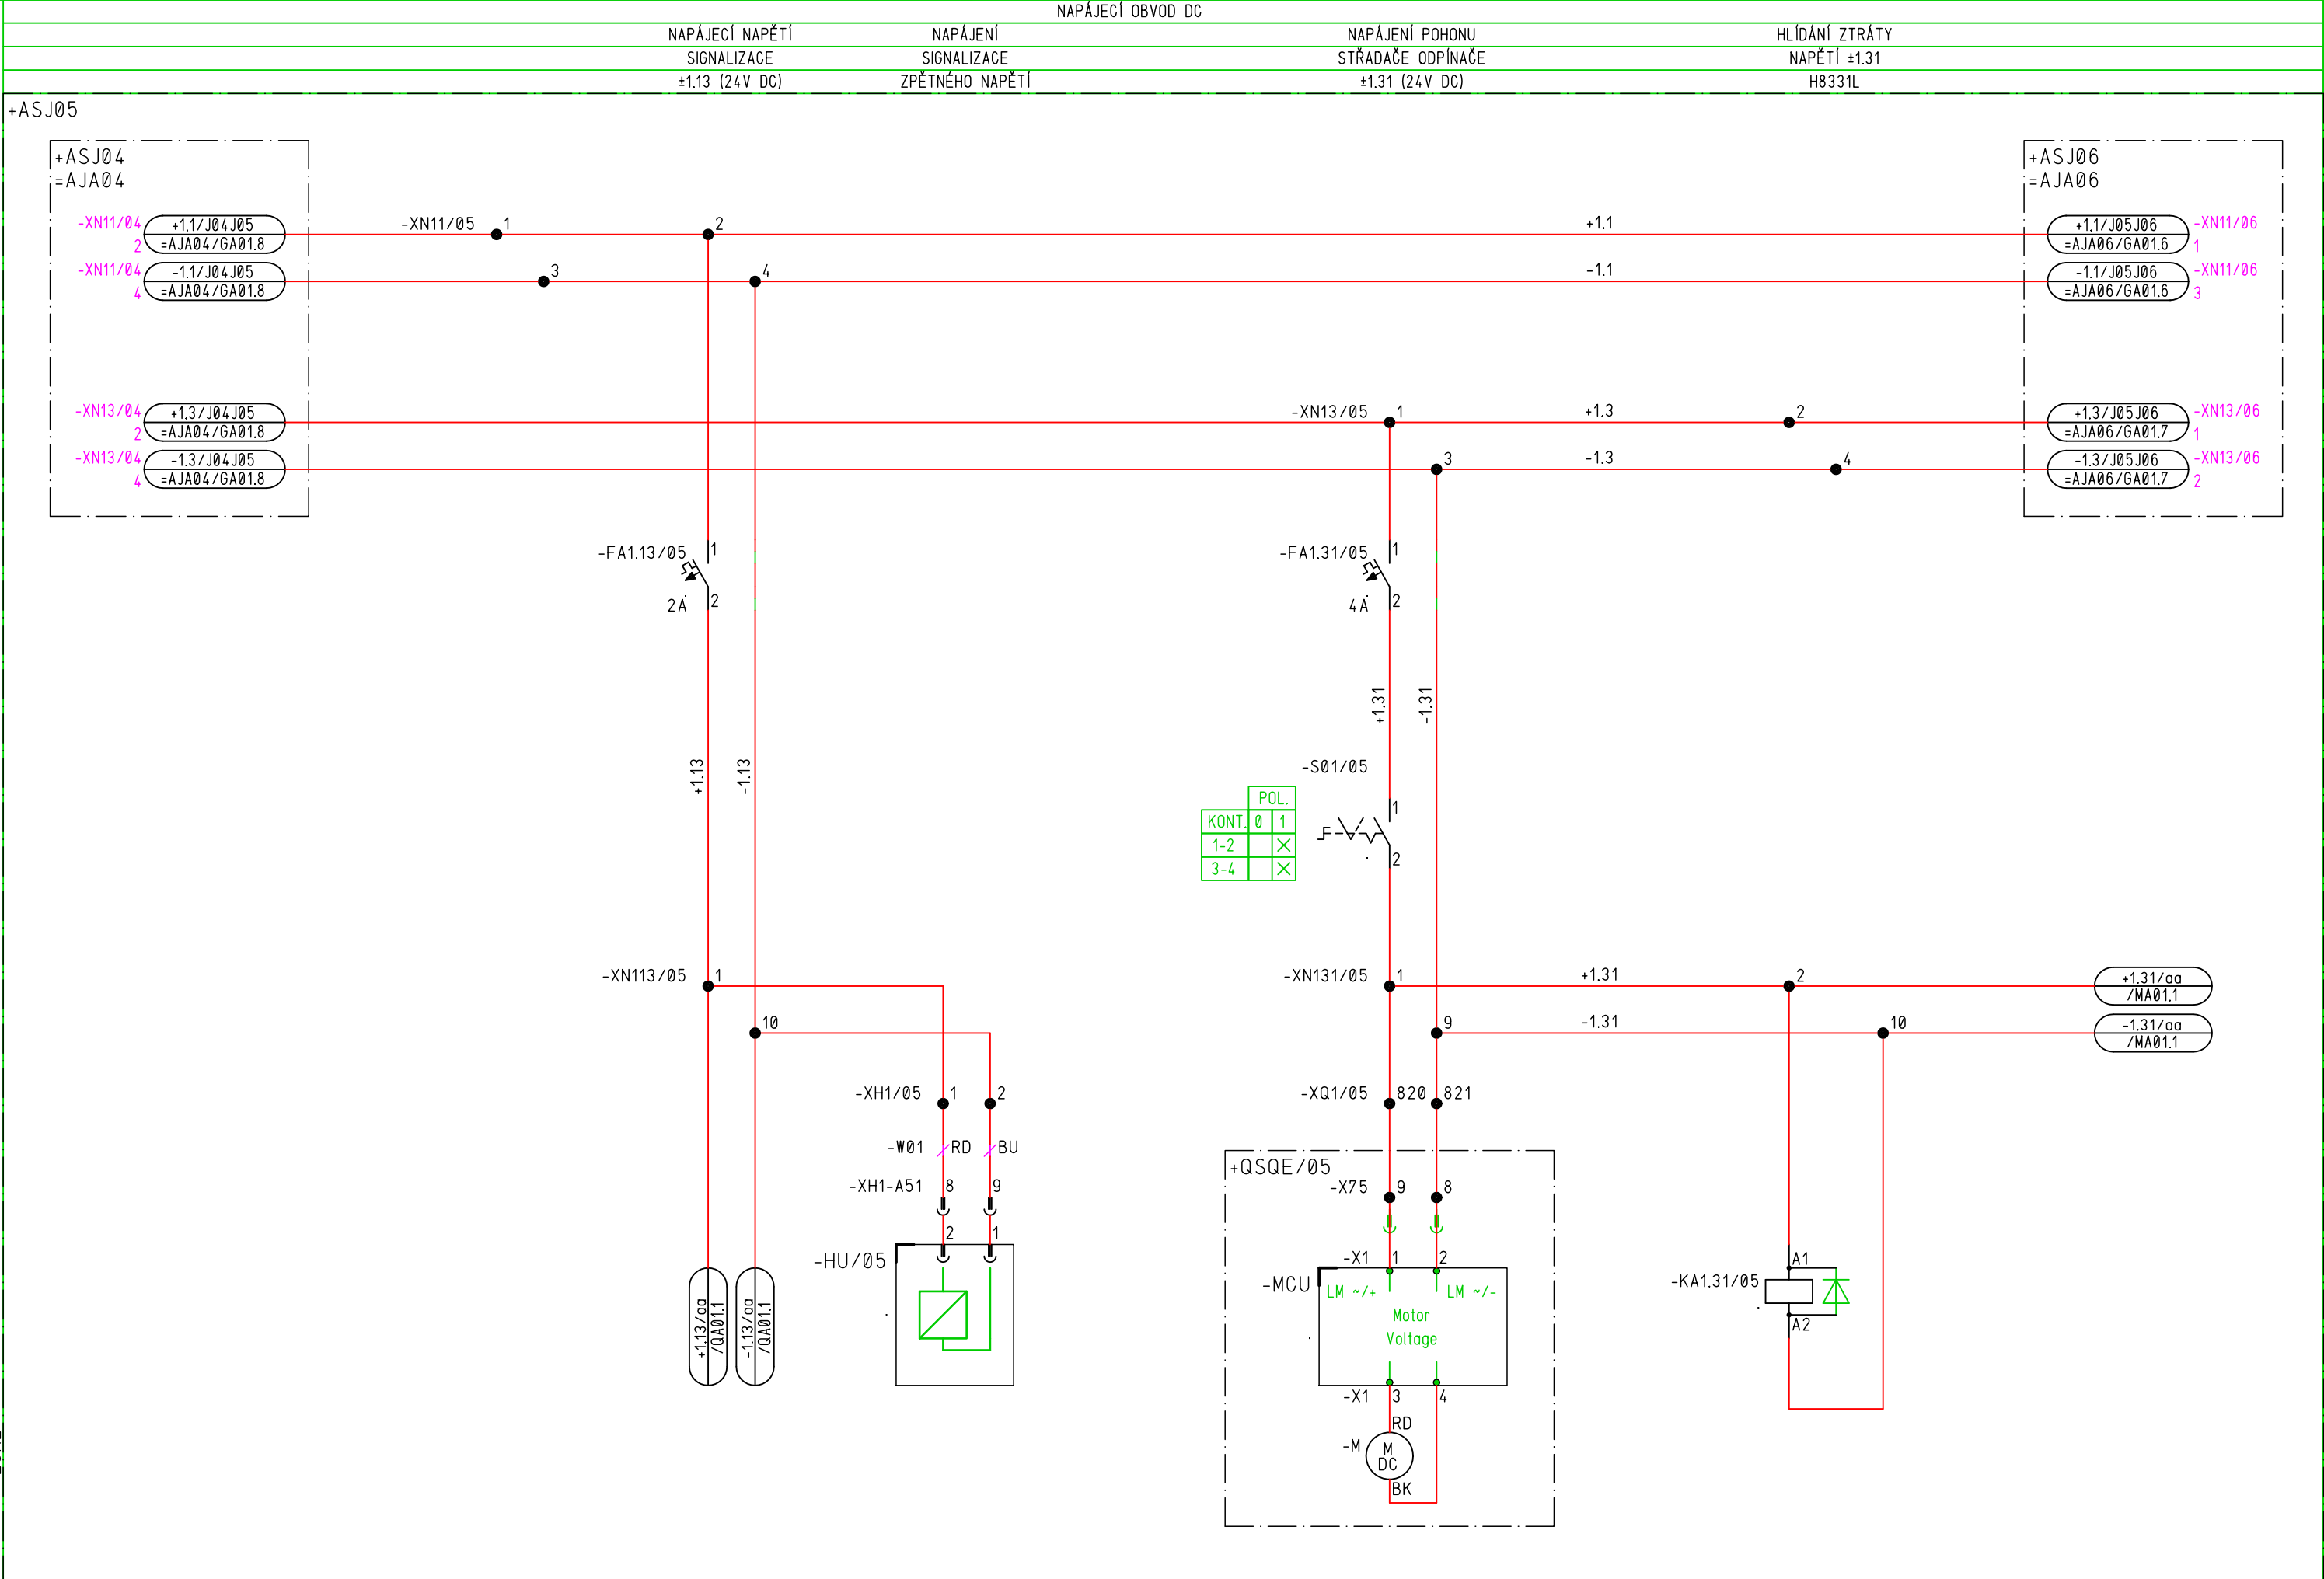 NAPÁJECÍ OBVOD DC
NAPÁJECÍ NAPĚTÍ NAPÁJENÍ NAPÁJENÍ POHONU HLÍDÁNÍ ZTRÁTY
SIGNALIZACE SIGNALIZACE STŘADAČE ODPÍNAČE NAPĚTÍ ±1.31
±1.13 (24V DC) ZPĚTNÉHO NAPĚTÍ ±1.31 (24V DC) H8331L
+ASJ05
+ASJ04 +ASJ06
=AJA04 =AJA06
-XN11/04 +1.1/J04J05 -XN11/05 1 2 +1.1 +1.1/J05J06 -XN11/06
2 =AJA04/GA01.8 =AJA06/GA01.6 1
-XN11/04 -1.1/J04J05 3 4 -1.1 -1.1/J05J06 -XN11/06
4 =AJA04/GA01.8 =AJA06/GA01.6 3
-XN13/04 +1.3/J04J05 -XN13/05 1 +1.3 2 +1.3/J05J06 -XN13/06
2 =AJA04/GA01.8 =AJA06/GA01.7 1
-XN13/04 -1.3/J04J05 3 -1.3 4 -1.3/J05J06 -XN13/06
4 =AJA04/GA01.8 =AJA06/GA01.7 2
-FA1.13/05 1 -FA1.31/05 1
2A 2 4A 2
+1.31 -1.31
+1.13 -1.13
-S01/05
POL. 1
KONT. 0 1
1-2 X 2
3-4 X
-XN113/05 1 -XN131/05 1 +1.31 2 +1.31/aa
/MA01.1
10 9 -1.31 10 -1.31/aa
/MA01.1
-XH1/05 1 2 -XQ1/05 820 821
-W01 RD BU
+QSQE/05
-XH1-A51 8 9 -X75 9 8
2 1
-HU/05 -X1 1 2 A1
-MCU LM ~/+ LM ~/- -KA1.31/05
Motor
Voltage A2
+1.13/aa
/QA01.1
-1.13/aa
/QA01.1
-X1 3 4
RD
-M M
DC
BK